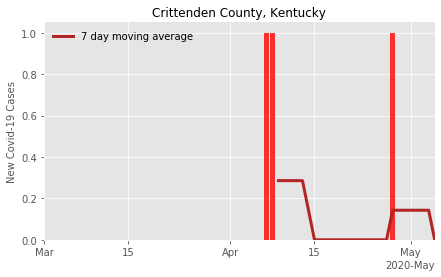 Crittenden County, Kentucky
7 day moving average
New Covid-19 Cases
1.0
0.8
0.6
0.4
0.2
0.0
Mar
15
Apr
15
May
2020-May